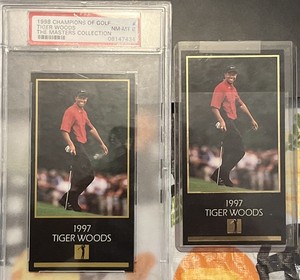 1998 CHAMPIONS OF GOLF
TIGER WOODS NM-MT 8
THE MASTERS COLLECTION
1997
TIGER WOODS
1997
TIGER WOODS